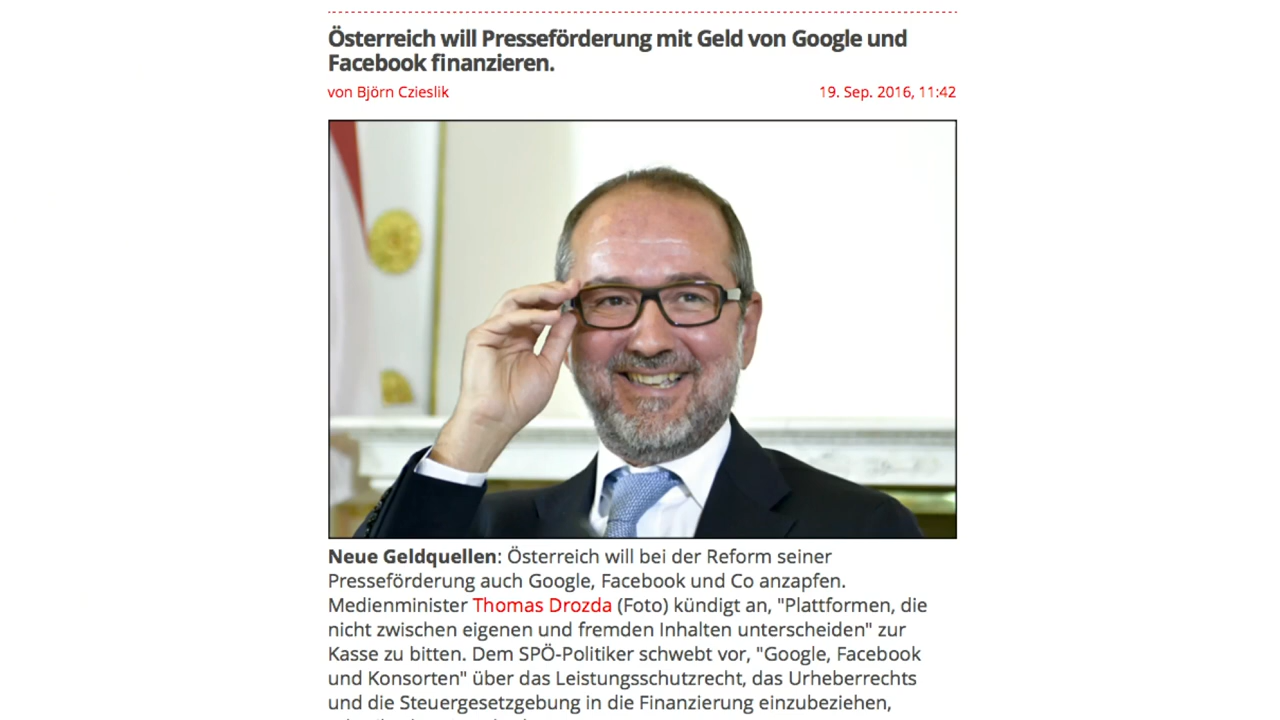 Österreich will Presseförderung mit Geld von Google und
Facebook finanzieren.
von Björn Czieslik
19. Sep. 2016, 11:42
Neue Geldquellen: Österreich will bei der Reform seiner
Presseförderung auch Google, Facebook und Co anzapfen.
Medienminister Thomas Drozda (Foto) kündigt an, "Plattformen, die
nicht zwischen eigenen und fremden Inhalten unterscheiden" zur
Kasse zu bitten. Dem SPÖ-Politiker schwebt vor, "Google, Facebook
und Konsorten" über das Leistungsschutzrecht, das Urheberrechts
und die Steuergesetzgebung in die Finanzierung einzubeziehen,